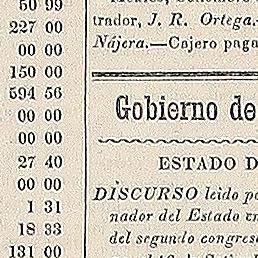 50 99
227 00
00 00
150 00
594 56
00 00
00 00
27 40
00 00
1 31
18 33
131 00
trador, J. R. Ortega.
Nájera.—Cajero paga
Gobierno de
ESTADO D
DISCURSO leido po
nador del Estado en
del segundo congres